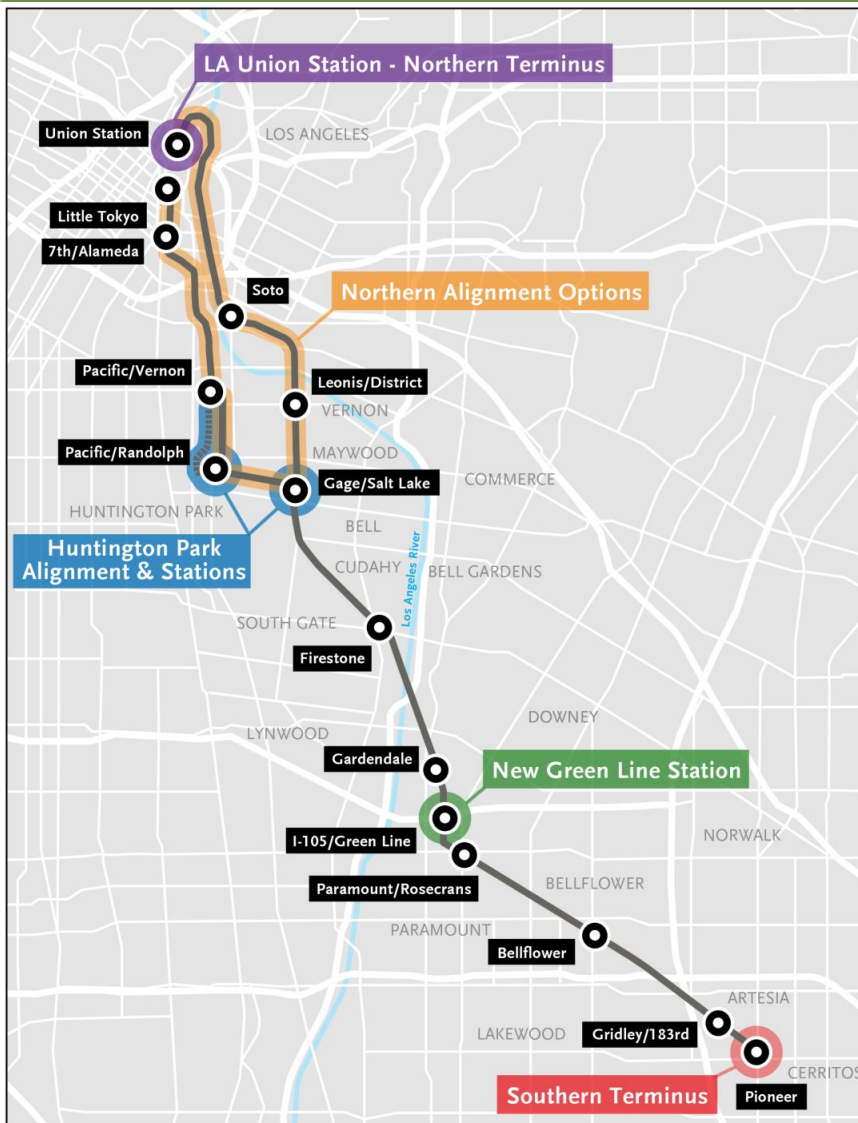 LA Union Station - Northern Terminus
Union Station
LOS ANGELES
Little Tokyo
7th/Alameda
Soto
Northern Alignment Options
Pacific/Vernon
Leonis/District
VERNON
Pacific/Randolph
MAYWOOD
COMMERCE
Gage/Salt Lake
HUNTINGTON PARK
BELL
Huntington Park
Alignment & Stations
CUDAHY
BELL GARDENS
Los Angeles River
SOUTH GATE
Firestone
DOWNEY
LYNWOOD
Gardendale
New Green Line Station
I-105/Green Line
NORWALK
Paramount/Rosecrans
BELLFLOWER
PARAMOUNT
Bellflower
ARTESIA
LAKEWOOD
Gridley/183rd
CERRITOS
Southern Terminus
Pioneer